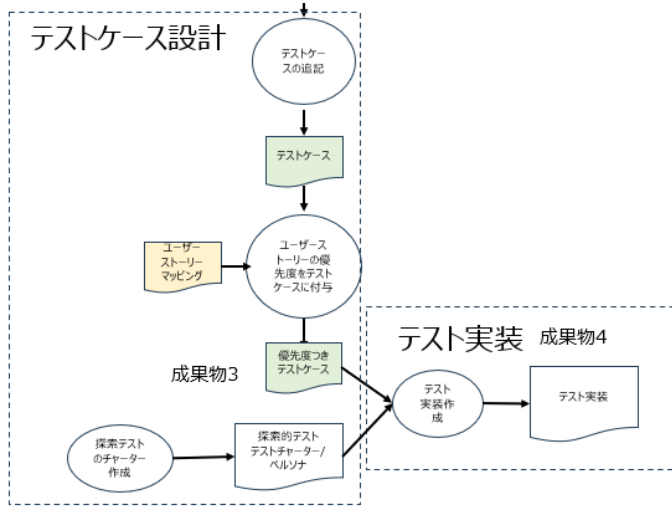 テストケース設計
テストケー
スの追記
テストケース
ユーザー
ストーリー
マッピング
ユーザース
トーリーの優
先度をテスト
ケースに付与
優先度つき
テストケース
成果物3
テスト実装
成果物4
テスト
実装作
成
テスト実装
探索テスト
のチャーター
作成
探索的テスト
テストチャーター/
ペルソナ